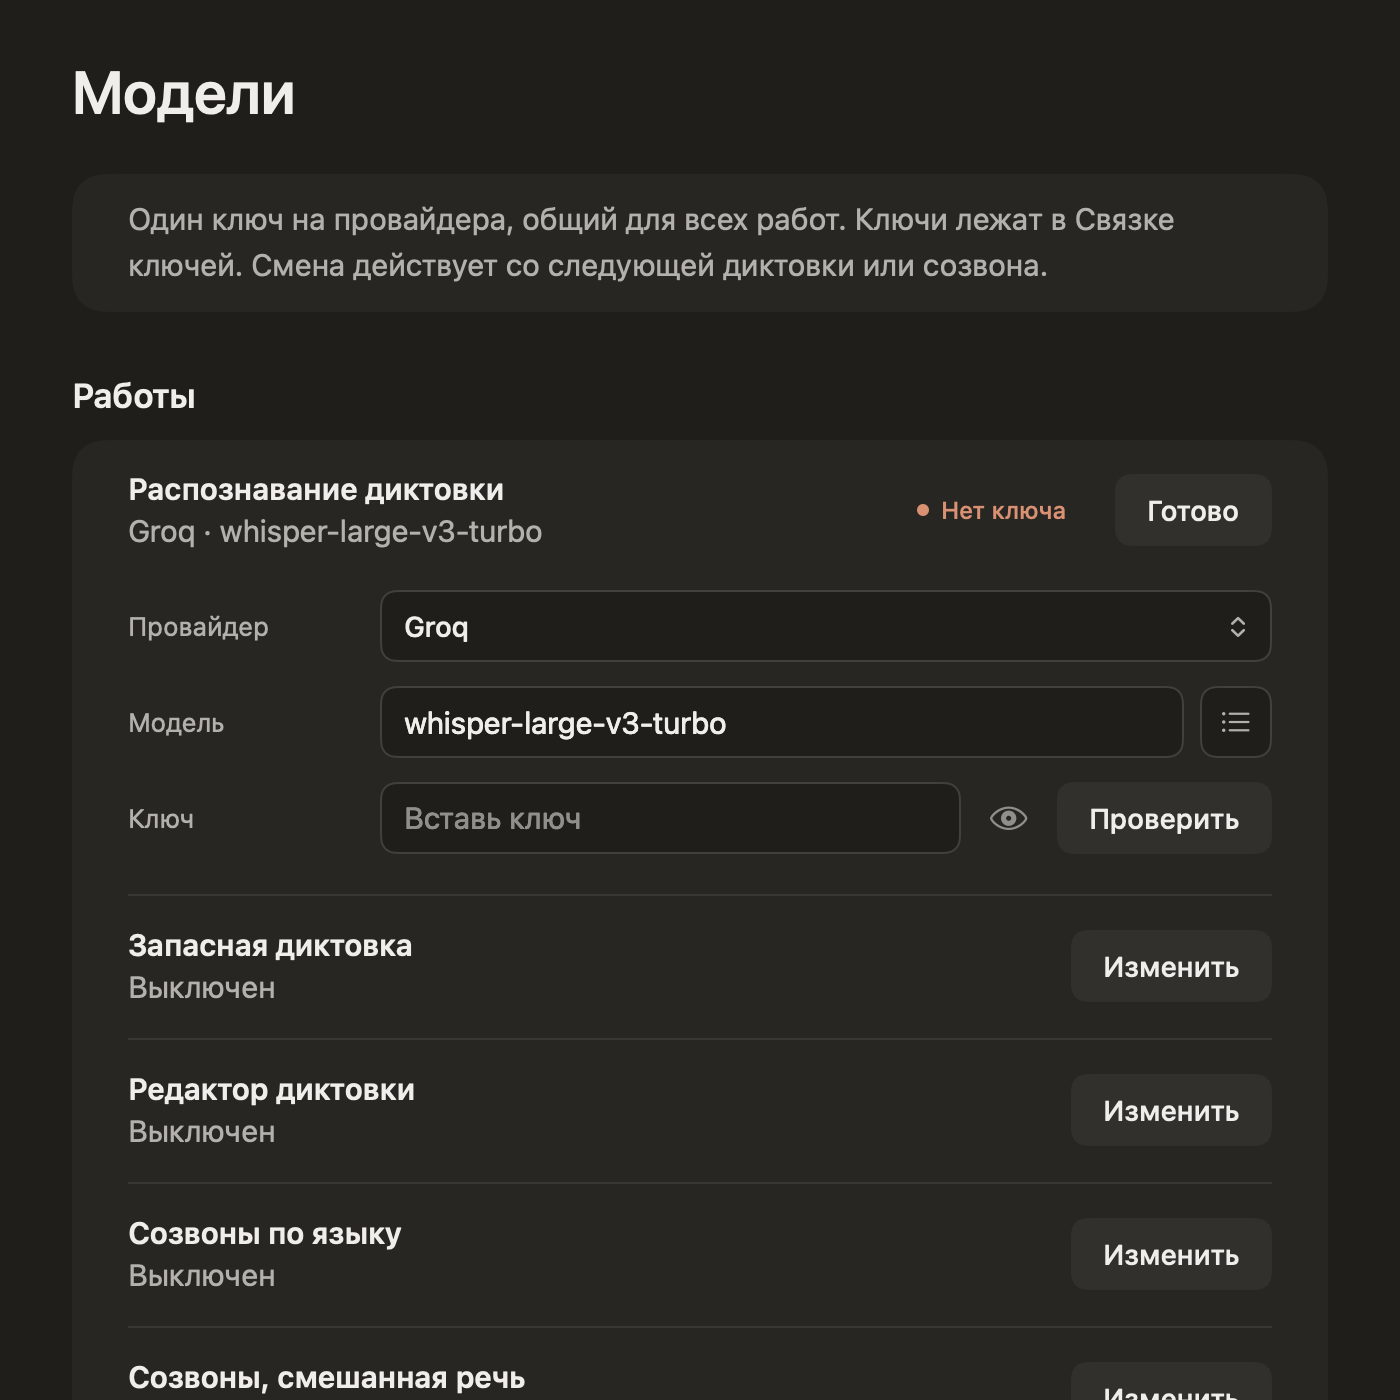 Модели
Один ключ на провайдера, общий для всех работ. Ключи лежат в Связке
ключей. Смена действует со следующей диктовки или созвона.
Работы
Распознавание диктовки
Groq · whisper-large-v3-turbo
Нет ключа
Готово
Провайдер
Groq
Модель
whisper-large-v3-turbo
Ключ
Вставь ключ
Проверить
Запасная диктовка
Выключен
Изменить
Редактор диктовки
Выключен
Изменить
Созвоны по языку
Выключен
Изменить
Созвоны, смешанная речь
Изменить